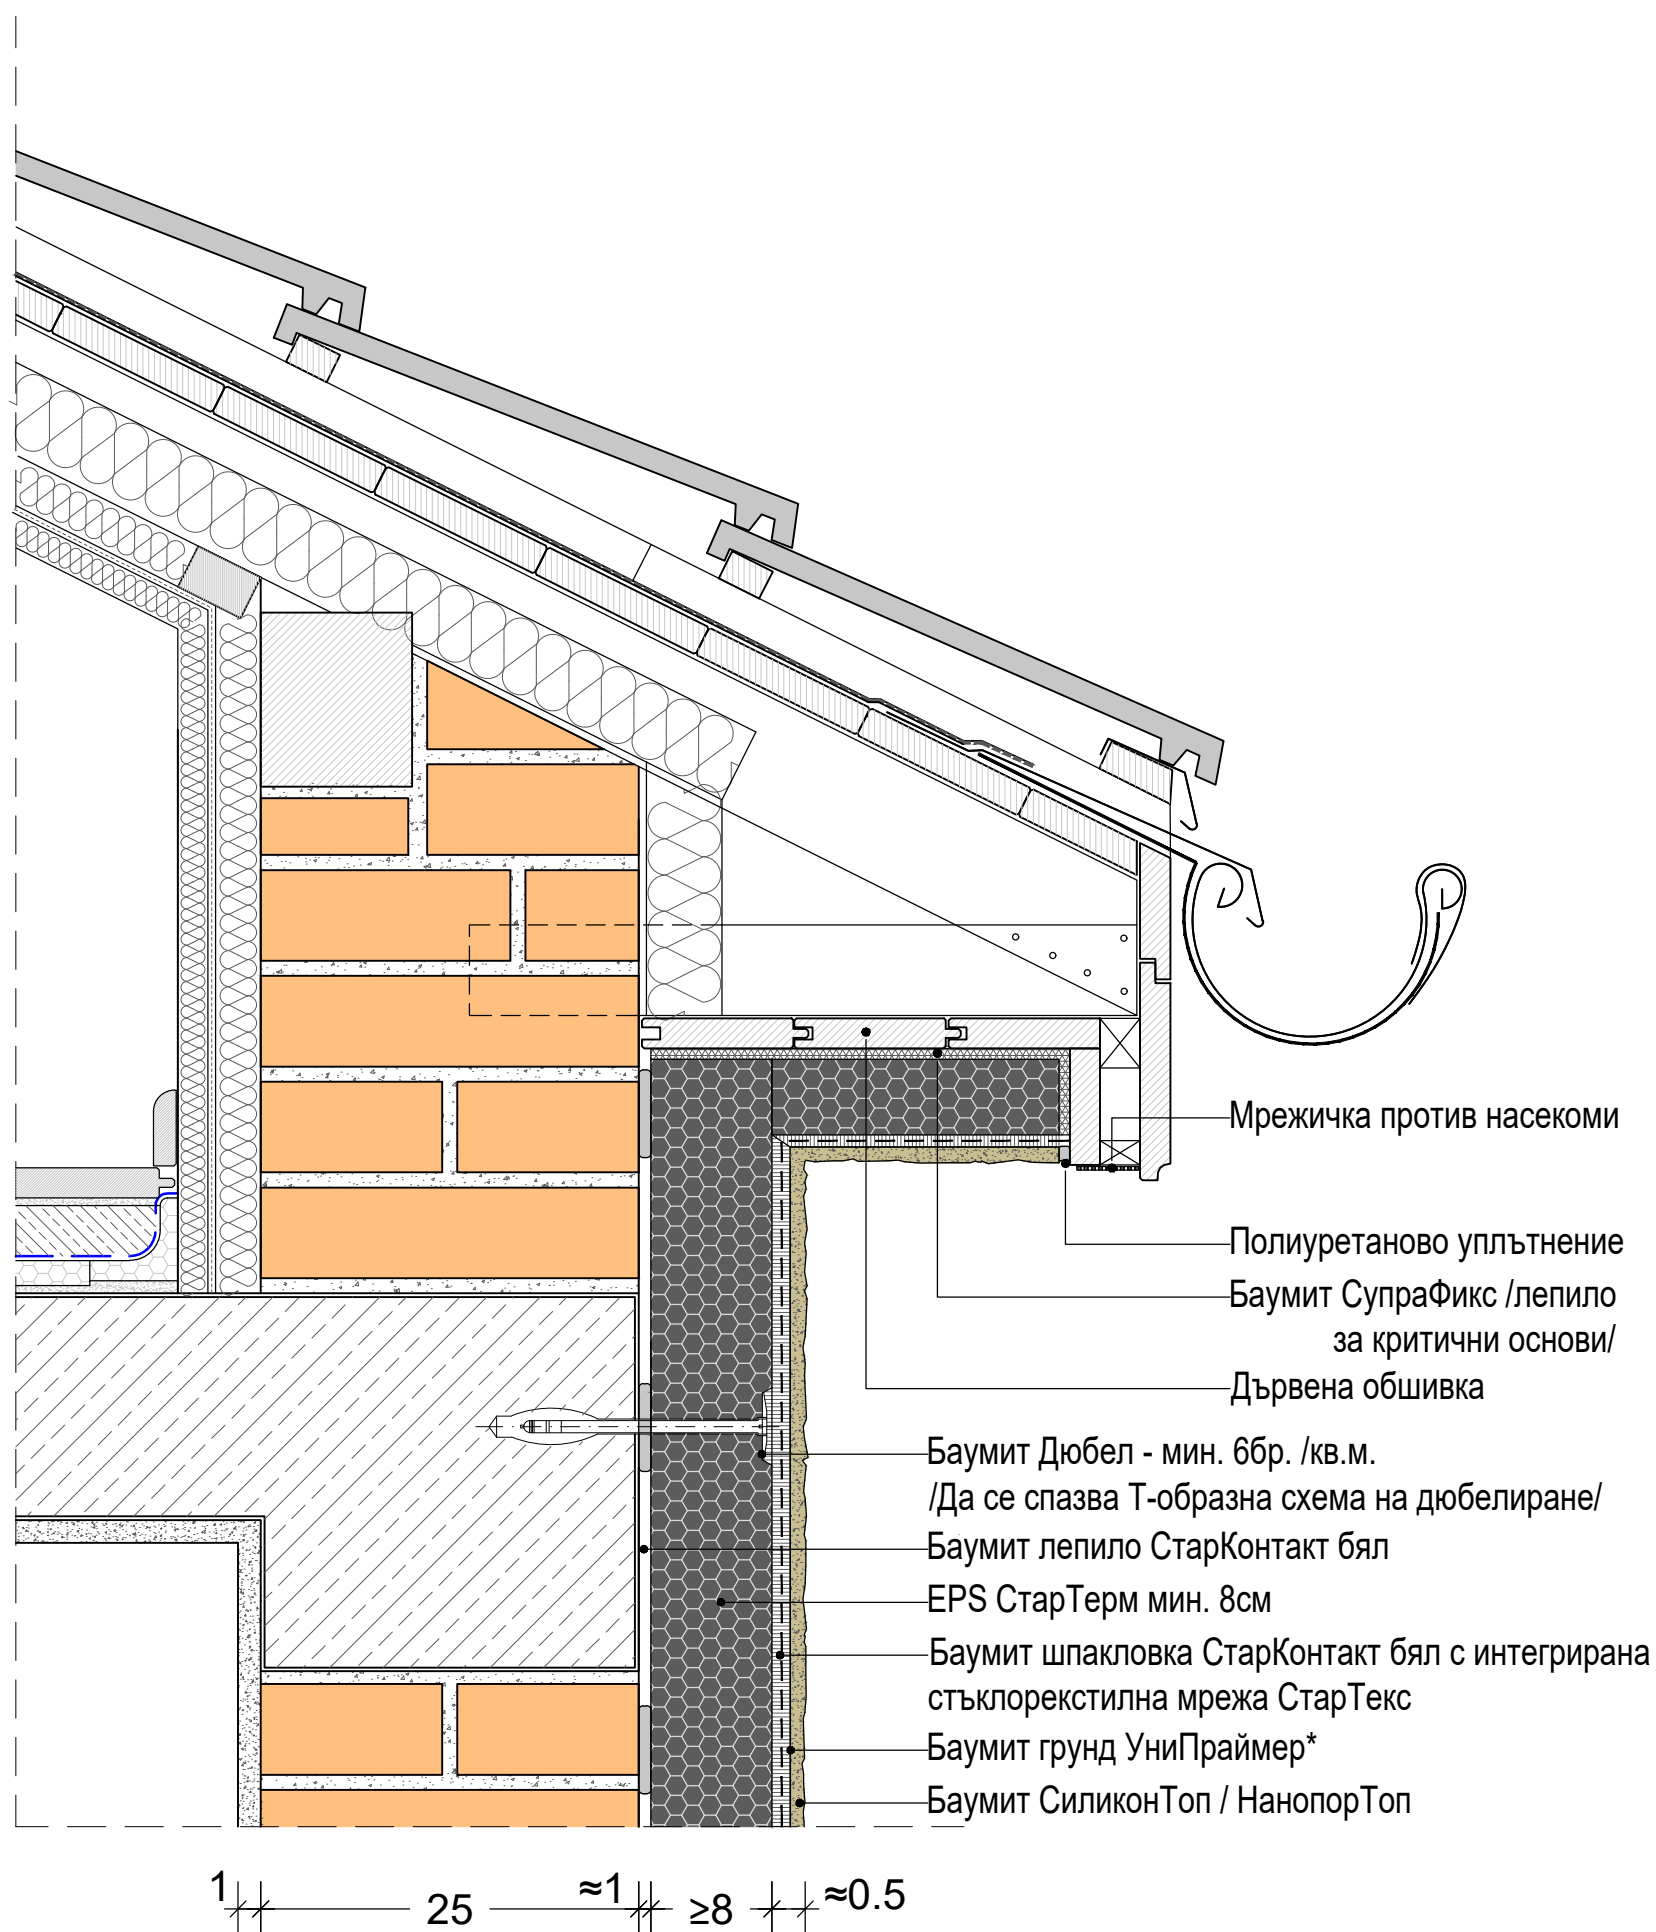 Мрежичка против насекоми
Полиуретаново уплътнение
Баумит СупраФикс /лепило
за критични основи/
Дървена обшивка
Баумит Дюбел - мин. 6бр. /кв.м.
/Да се спазва Т-образна схема на дюбелиране/
Баумит лепило СтарКонтакт бял
EPS СтарТерм мин. 8см
Баумит шпакловка СтарКонтакт бял с интегрирана
стъклорекстилна мрежа СтарТекс
Баумит грунд УниПраймер*
Баумит СиликонТоп / НанопорТоп
1 25 ≈1 ≥8 ≈0.5